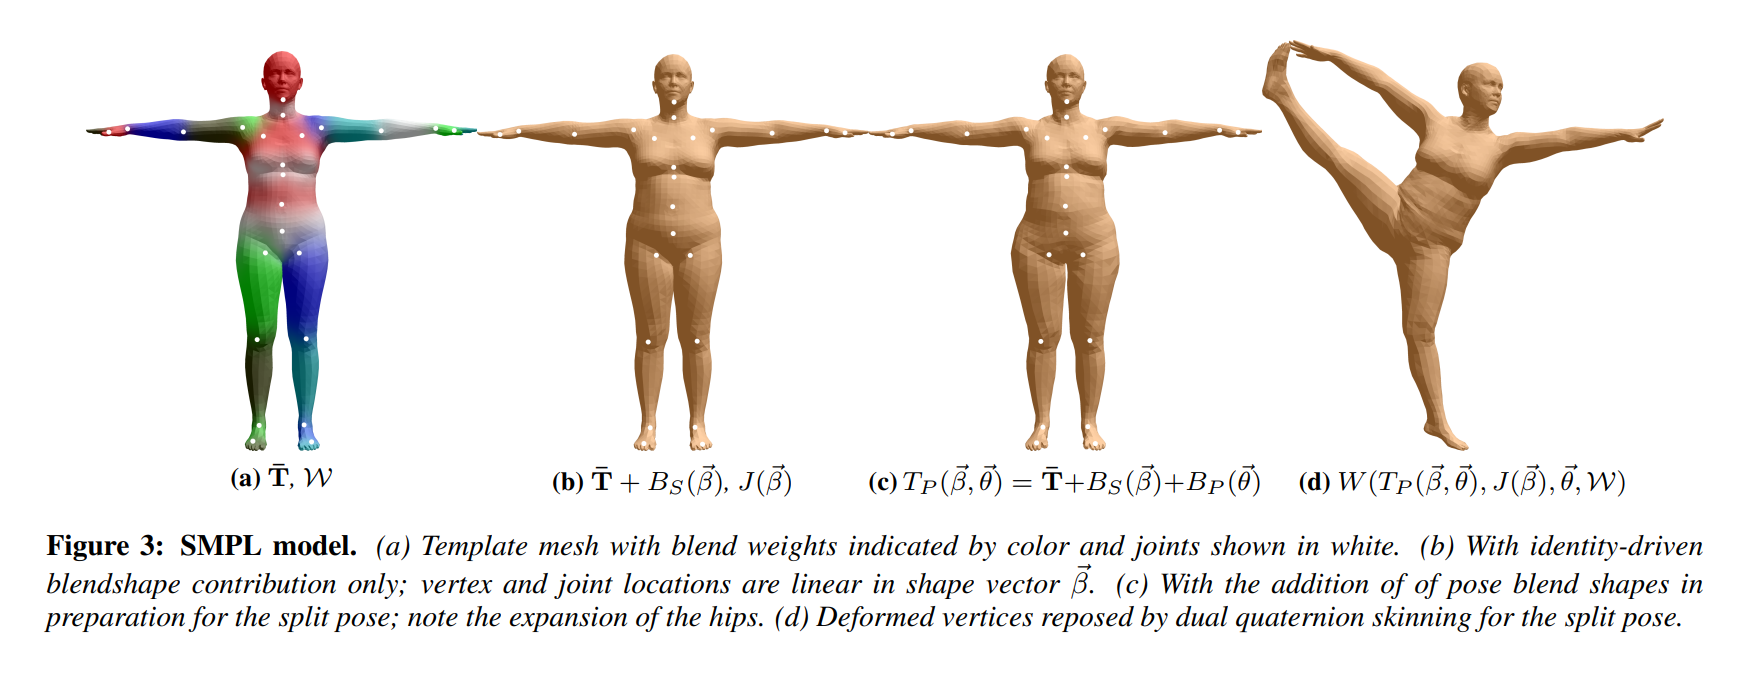 (a) T̄, 𝒲
(b) T̄ + B_S(β⃗), J(β⃗)
(c) T_P(β⃗, θ⃗) = T̄+B_S(β⃗)+B_P(θ⃗)
(d) W(T_P(β⃗, θ⃗), J(β⃗), θ⃗, 𝒲)
Figure 3: SMPL model. (a) Template mesh with blend weights indicated by color and joints shown in white. (b) With identity-driven
blendshape contribution only; vertex and joint locations are linear in shape vector β⃗. (c) With the addition of of pose blend shapes in
preparation for the split pose; note the expansion of the hips. (d) Deformed vertices reposed by dual quaternion skinning for the split pose.